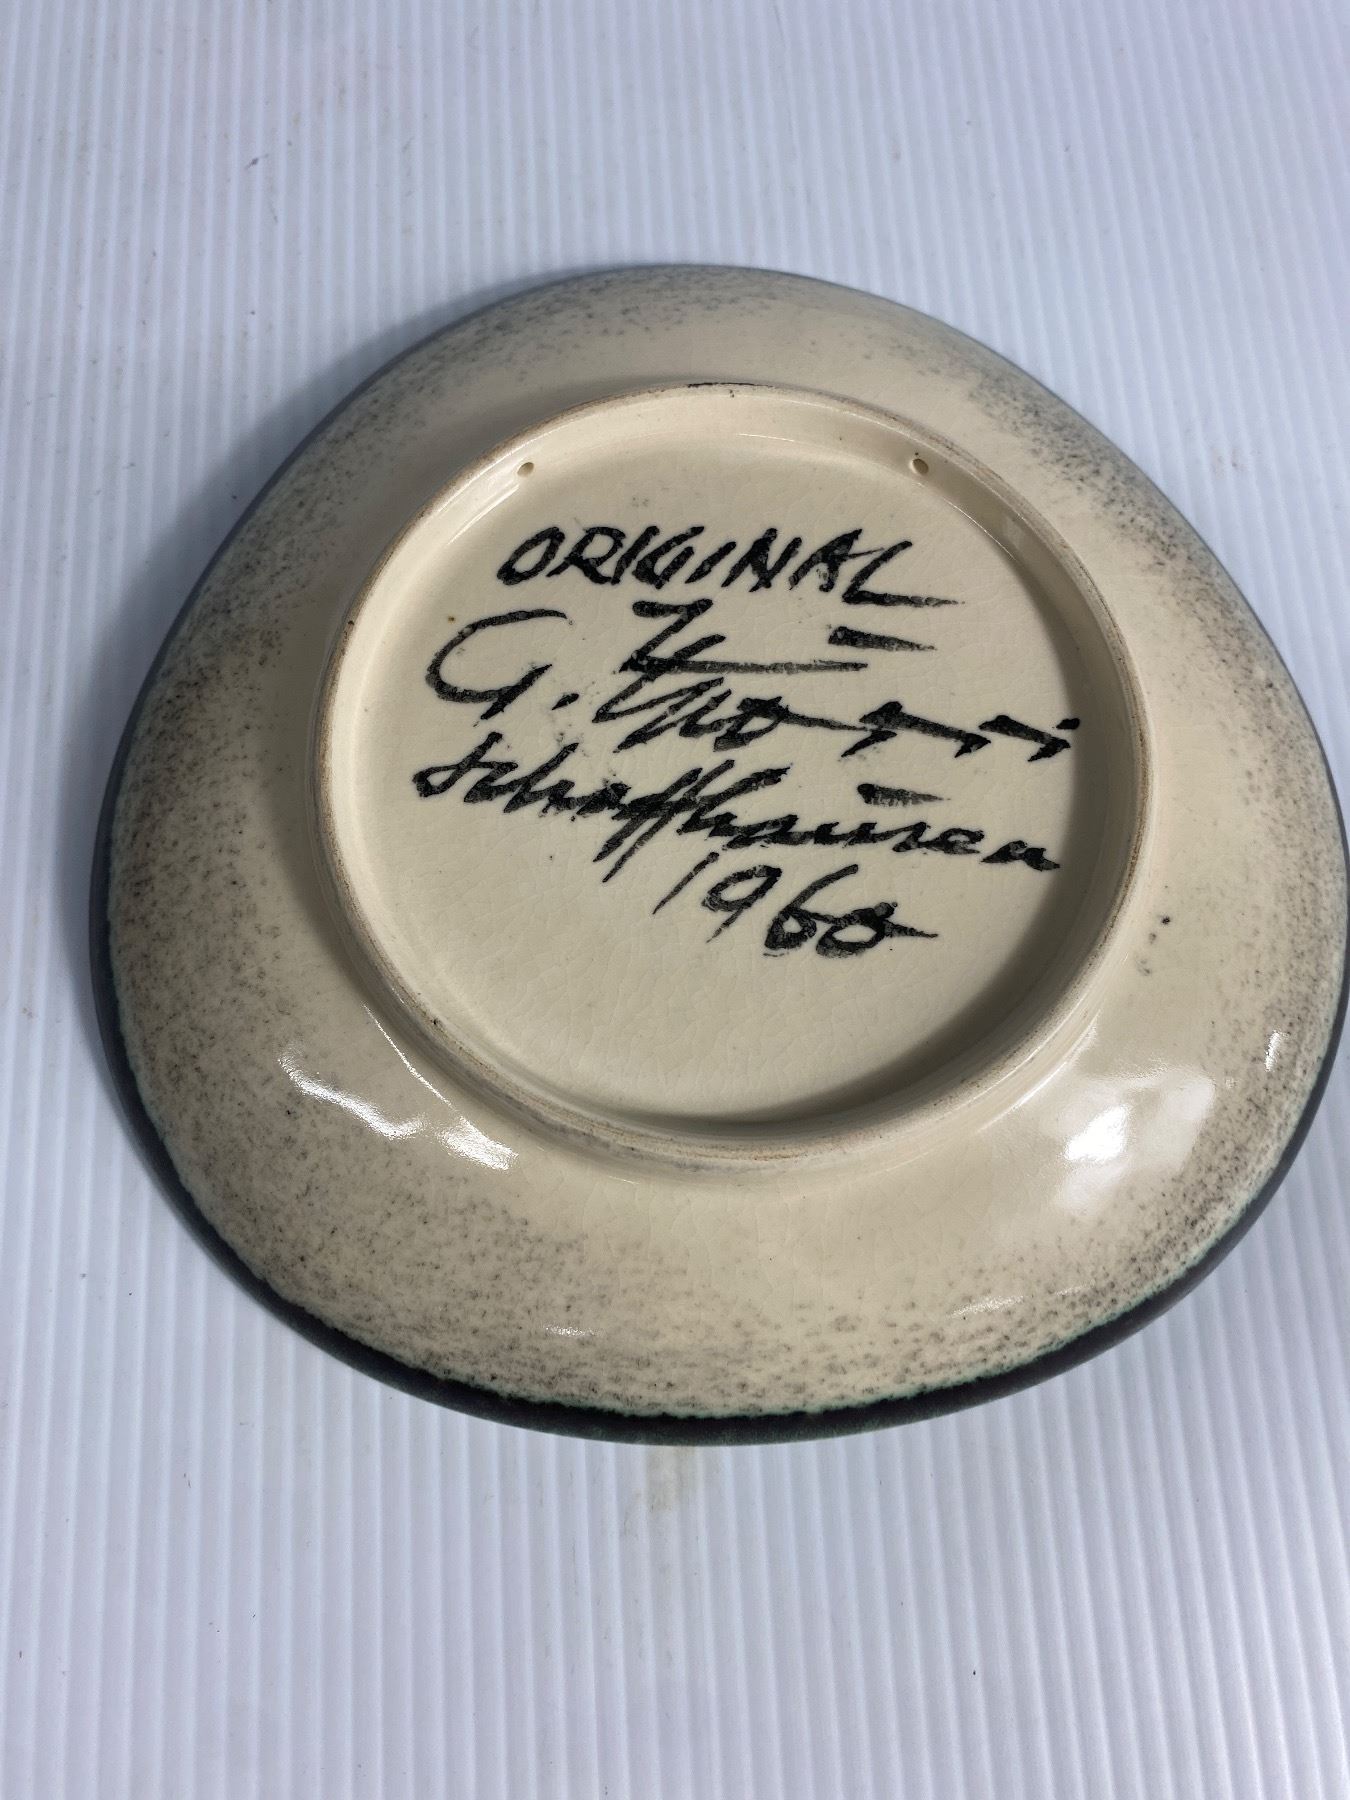 ORIGINAL
G.
Schaffhausen
1960